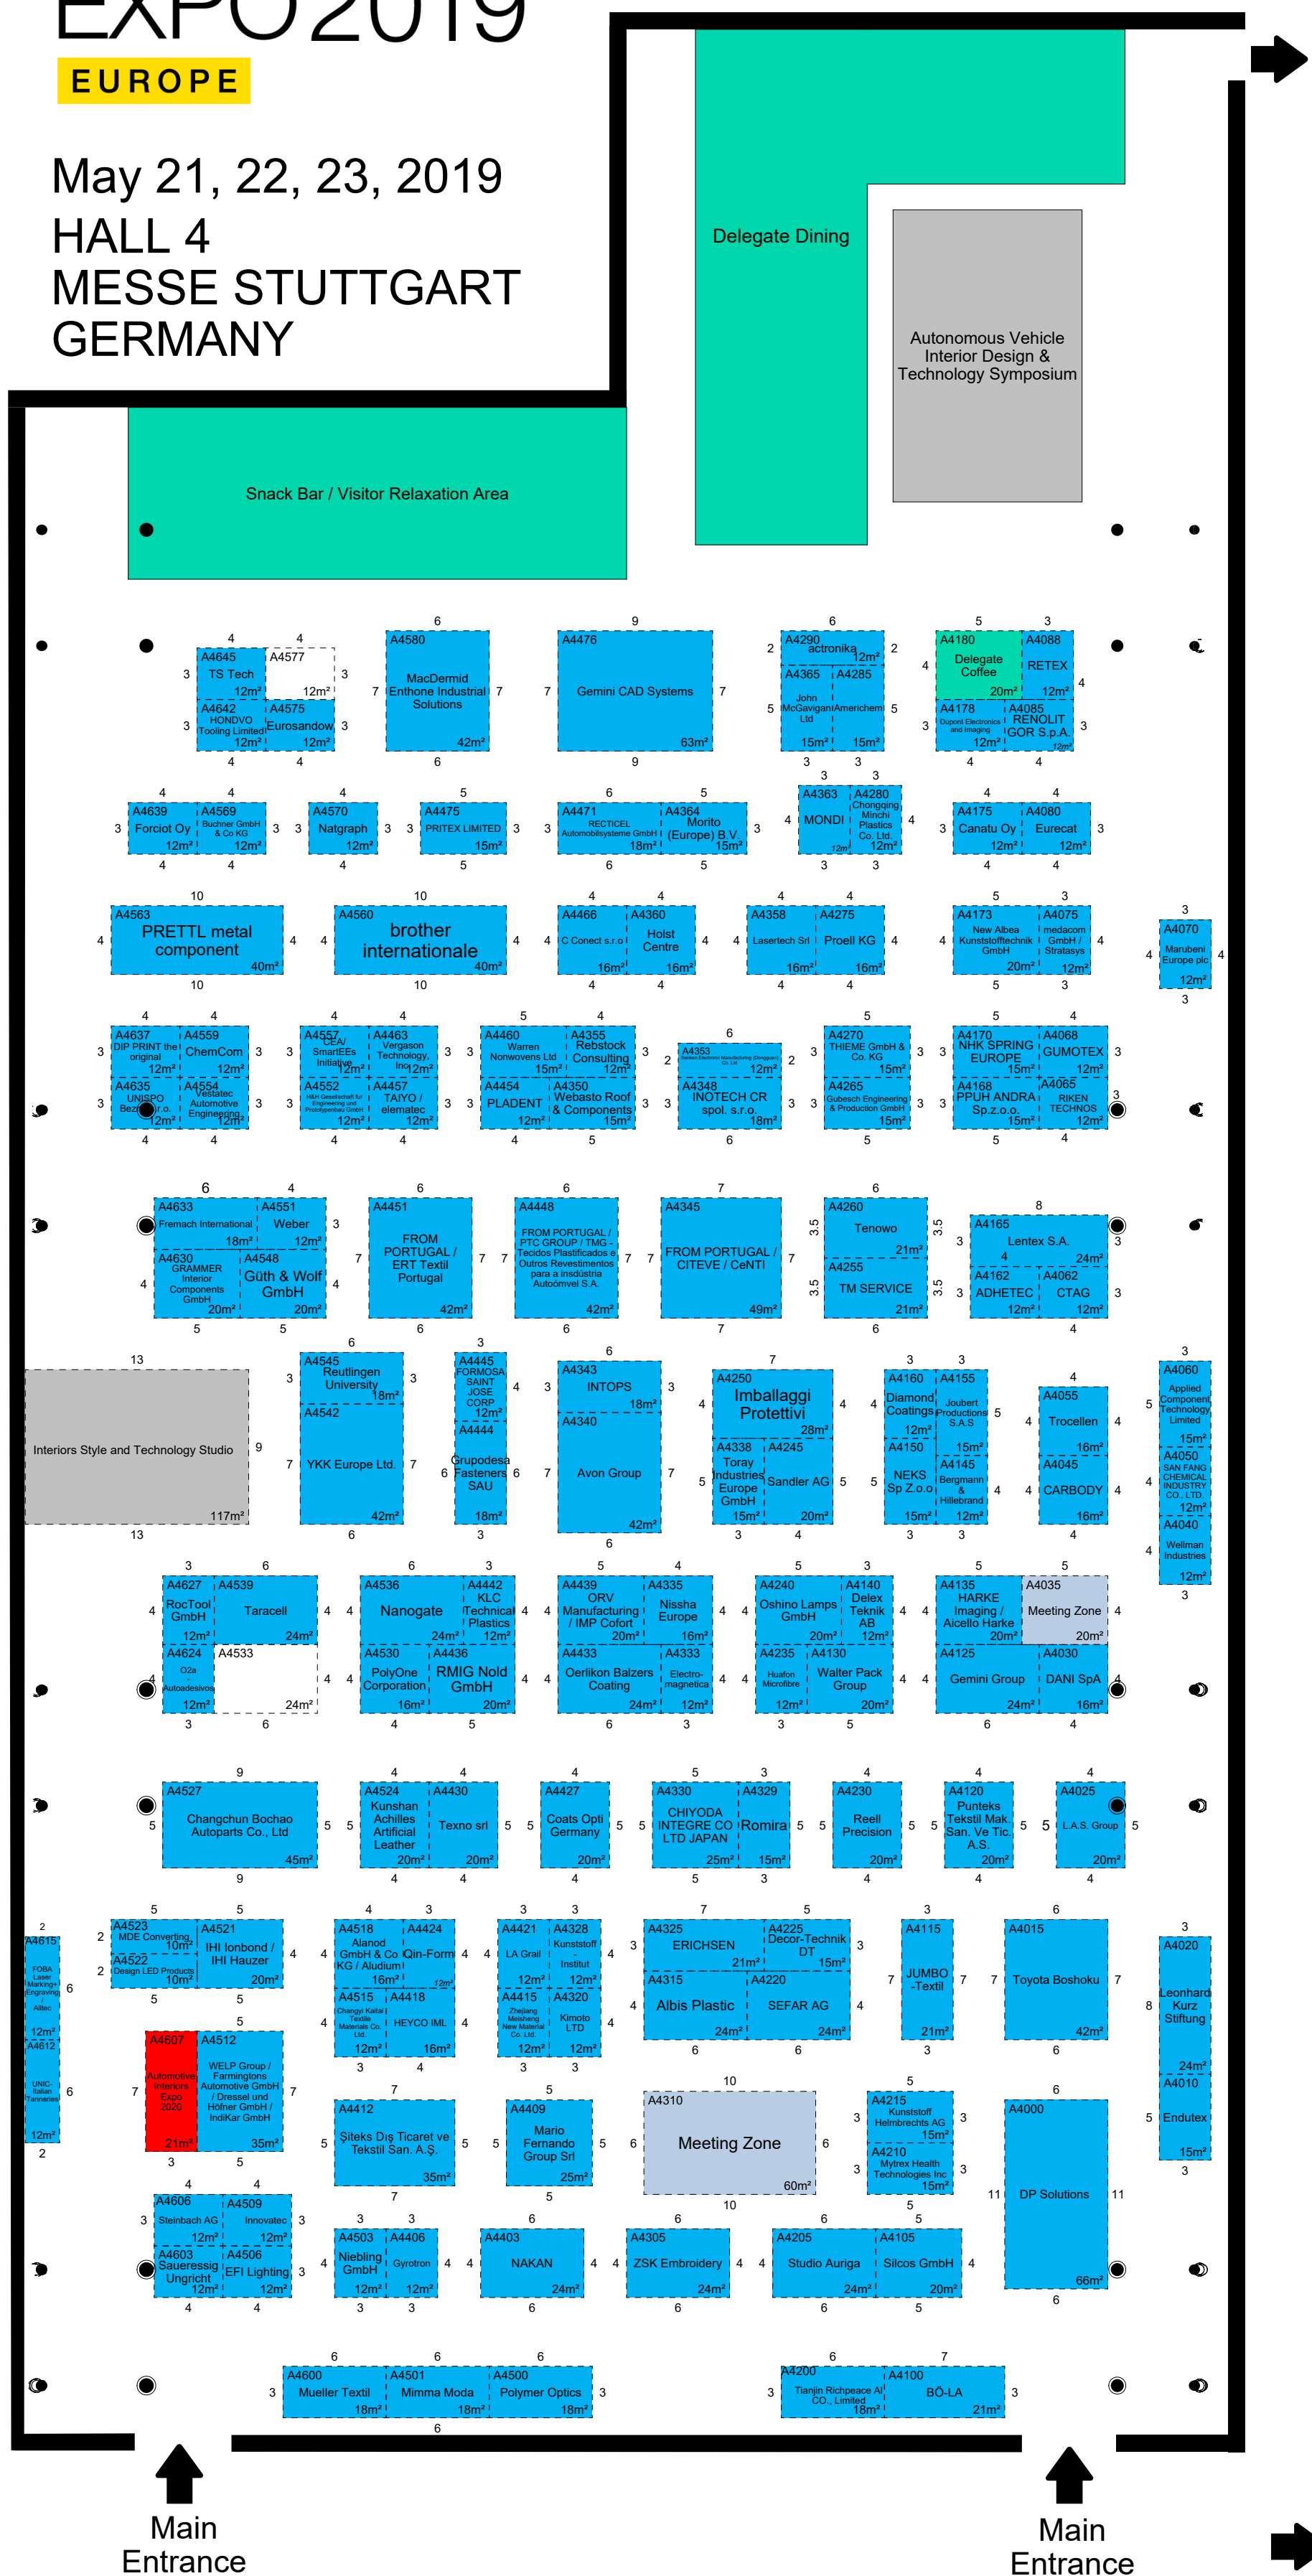 EXPO 2019
EUROPE
May 21, 22, 23, 2019
HALL 4
MESSE STUTTGART
GERMANY
Delegate Dining
Autonomous Vehicle
Interior Design &
Technology Symposium
Snack Bar / Visitor Relaxation Area
A4645
TS Tech
12m²
A4577
12m²
A4642
HONDVO
Tooling Limited
12m²
A4575
Eurosandow
12m²
A4580
MacDermid
Enthone Industrial
Solutions
42m²
A4476
Gemini CAD Systems
63m²
A4290
actronika
12m²
A4365
John
McGavigan
Ltd
15m²
A4285
Americhem
15m²
A4180
Delegate
Coffee
20m²
A4088
RETEX
12m²
A4178
Dupont Electronics
and Imaging
12m²
A4085
RENOLIT
GOR S.p.A.
12m²
A4639
Forciot Oy
12m²
A4569
Buchner GmbH
& Co KG
12m²
A4570
Natgraph
12m²
A4475
PRITEX LIMITED
15m²
A4471
RECTICEL
Automobilsysteme GmbH
18m²
A4364
Morito
(Europe) B.V.
15m²
A4363
MONDI
12m²
A4280
Chongqing
Minchi
Plastics
Co. Ltd.
12m²
A4175
Canatu Oy
12m²
A4080
Eurecat
12m²
A4563
PRETTL metal
component
40m²
A4560
brother
internationale
40m²
A4466
C Conect s.r.o
16m²
A4360
Holst
Centre
16m²
A4358
Lasertech Srl
16m²
A4275
Proell KG
16m²
A4173
New Albea
Kunststofftechnik
GmbH
20m²
A4075
medacom
GmbH /
Stratasys
12m²
A4070
Marubeni
Europe plc
12m²
A4637
DIP PRINT the
original
12m²
A4559
ChemCom
12m²
A4635
UNISPO
12m²
A4554
Vestatec
Automotive
Engineering
12m²
A4557
CEA/
SmartEEs
Initiative
12m²
A4463
Vergason
Technology,
Inc
12m²
A4552
H&H Gesellschaft für
Engineering und
Prototypenbau GmbH
12m²
A4457
TAIYO /
elematec
12m²
A4460
Warren
Nonwovens Ltd
15m²
A4355
Rebstock
Consulting
12m²
A4454
PLADENT
12m²
A4350
Webasto Roof
& Components
15m²
A4353
12m²
A4348
INOTECH CR
spol. s.r.o.
18m²
A4270
THIEME GmbH &
Co. KG
15m²
A4265
Gubesch Engineering
& Production GmbH
15m²
A4170
NHK SPRING
EUROPE
15m²
A4068
GUMOTEX
12m²
A4168
PPUH ANDRA
Sp.z.o.o.
15m²
A4065
RIKEN
TECHNOS
12m²
A4633
Fremach International
18m²
A4551
Weber
12m²
A4630
GRAMMER
Interior
Components
GmbH
20m²
A4548
Güth & Wolf
GmbH
20m²
A4451
FROM
PORTUGAL /
ERT Textil
Portugal
42m²
A4448
FROM PORTUGAL /
PTC GROUP / TMG -
Tecidos Plastificados e
Outros Revestimentos
para a insdústria
Autoómvel S.A.
42m²
A4345
FROM PORTUGAL /
CITEVE / CeNTI
49m²
A4260
Tenowo
21m²
A4255
TM SERVICE
21m²
A4165
Lentex S.A.
24m²
A4162
ADHETEC
12m²
A4062
CTAG
12m²
Interiors Style and Technology Studio
117m²
A4545
Reutlingen
University
18m²
A4542
YKK Europe Ltd.
42m²
A4445
FORMOSA
SAINT
JOSE
CORP
12m²
A4444
Grupodesa
Fasteners
SAU
18m²
A4343
INTOPS
18m²
A4340
Avon Group
42m²
A4250
Imballaggi
Protettivi
28m²
A4338
Toray
Industries
Europe
GmbH
15m²
A4245
Sandler AG
20m²
A4160
Diamond
Coatings
12m²
A4155
Joubert
Productions
S.A.S
15m²
A4150
NEKS
Sp Z.o.o
15m²
A4145
Bergmann
&
Hillebrand
12m²
A4055
Trocellen
16m²
A4045
CARBODY
16m²
A4060
Applied
Component
Technology
Limited
15m²
A4050
SAN FANG
CHEMICAL
INDUSTRY
CO., LTD.
12m²
A4040
Wellman
Industries
12m²
A4627
RocTool
GmbH
12m²
A4539
Taracell
24m²
A4624
O2a
-
Autoadesivos
12m²
A4533
24m²
A4536
Nanogate
24m²
A4442
KLC
Technical
Plastics
12m²
A4530
PolyOne
Corporation
16m²
A4436
RMIG Nold
GmbH
20m²
A4439
ORV
Manufacturing
/ IMP Cofort
20m²
A4335
Nissha
Europe
16m²
A4433
Oerlikon Balzers
Coating
24m²
A4333
Electro-
magnetica
12m²
A4240
Oshino Lamps
GmbH
20m²
A4140
Delex
Teknik
AB
12m²
A4235
Huafon
Microfibre
12m²
A4130
Walter Pack
Group
20m²
A4135
HARKE
Imaging /
Aicello Harke
20m²
A4035
Meeting Zone
20m²
A4125
Gemini Group
24m²
A4030
DANI SpA
16m²
A4527
Changchun Bochao
Autoparts Co., Ltd
45m²
A4524
Kunshan
Achilles
Artificial
Leather
20m²
A4430
Texno srl
20m²
A4427
Coats Opti
Germany
20m²
A4330
CHIYODA
INTEGRE CO
LTD JAPAN
25m²
A4329
Romira
15m²
A4230
Reell
Precision
20m²
A4120
Punteks
Tekstil Mak.
San. Ve Tic.
A.S.
20m²
A4025
L.A.S. Group
20m²
A4615
FOBA
Laser
Marking+
Engraving
/
Alltec
12m²
A4612
UNIC-
Italian
Tanneries
12m²
A4523
MDE Converting
10m²
A4522
Design LED Products
10m²
A4521
IHI Ionbond /
IHI Hauzer
20m²
A4607
Automotive
Interiors
Expo
2020
21m²
A4512
WELP Group /
Farmingtons
Automotive GmbH
/ Dressel und
Höfner GmbH /
IndiKar GmbH
35m²
A4518
Alanod
GmbH & Co
KG / Aludium
16m²
A4424
Qin-Form
12m²
A4515
Changyi Kaitai
Textile
Materials Co.
Ltd.
12m²
A4418
HEYCO IML
16m²
A4421
LA Grail
12m²
A4328
Kunststoff
-
Institut
12m²
A4415
Zhejiang
Meisheng
New Material
Co. Ltd.
12m²
A4320
Kimoto
LTD
12m²
A4325
ERICHSEN
21m²
A4225
Decor-Technik
DT
15m²
A4315
Albis Plastic
24m²
A4220
SEFAR AG
24m²
A4115
JUMBO
-Textil
21m²
A4015
Toyota Boshoku
42m²
A4020
Leonhard
Kurz
Stiftung
24m²
A4010
Endutex
15m²
A4412
Şiteks Dış Ticaret ve
Tekstil San. A.Ş.
35m²
A4409
Mario
Fernando
Group Srl
25m²
A4310
Meeting Zone
60m²
A4215
Kunststoff
Helmbrechts AG
15m²
A4210
Mytrex Health
Technologies Inc
15m²
A4000
DP Solutions
66m²
A4606
Steinbach AG
12m²
A4509
Innovatec
12m²
A4603
Saueressig
Ungricht
12m²
A4506
EFI Lighting
12m²
A4503
Niebling
GmbH
12m²
A4406
Gyrotron
12m²
A4403
NAKAN
24m²
A4305
ZSK Embroidery
24m²
A4205
Studio Auriga
24m²
A4105
Silcos GmbH
20m²
A4600
Mueller Textil
18m²
A4501
Mimma Moda
18m²
A4500
Polymer Optics
18m²
A4200
Tianjin Richpeace AI
CO., Limited
18m²
A4100
BÖ-LA
21m²
Main
Entrance
Main
Entrance